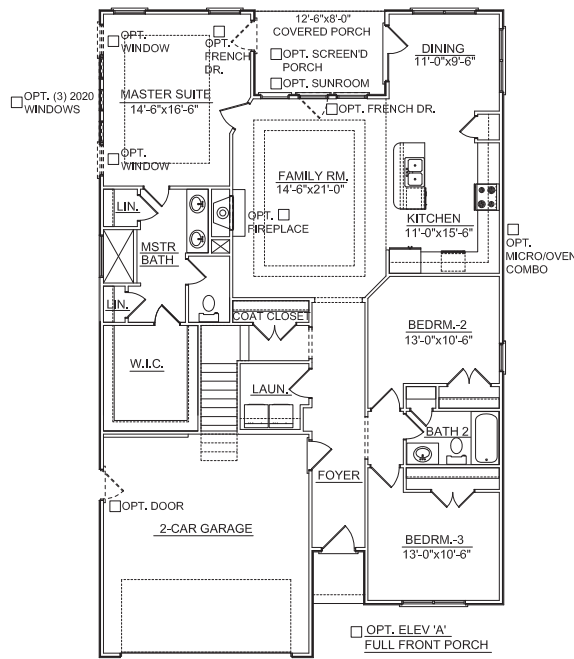 12'-6"x8'-0"
COVERED PORCH
OPT. SCREEN'D
PORCH
OPT. SUNROOM
OPT.
WINDOW
OPT.
FRENCH
DR.
DINING
11'-0"x9'-6"
OPT. (3) 2020
WINDOWS
MASTER SUITE
14'-6"x16'-6"
OPT. FRENCH DR.
OPT.
WINDOW
FAMILY RM.
14'-6"x21'-0"
LIN.
OPT.
FIREPLACE
KITCHEN
11'-0"x15'-6"
MSTR
BATH
OPT.
MICRO/OVEN
COMBO
LIN.
COAT CLOSET
BEDRM.-2
13'-0"x10'-6"
W.I.C.
LAUN.
BATH 2
FOYER
OPT. DOOR
2-CAR GARAGE
BEDRM.-3
13'-0"x10'-6"
OPT. ELEV 'A'
FULL FRONT PORCH